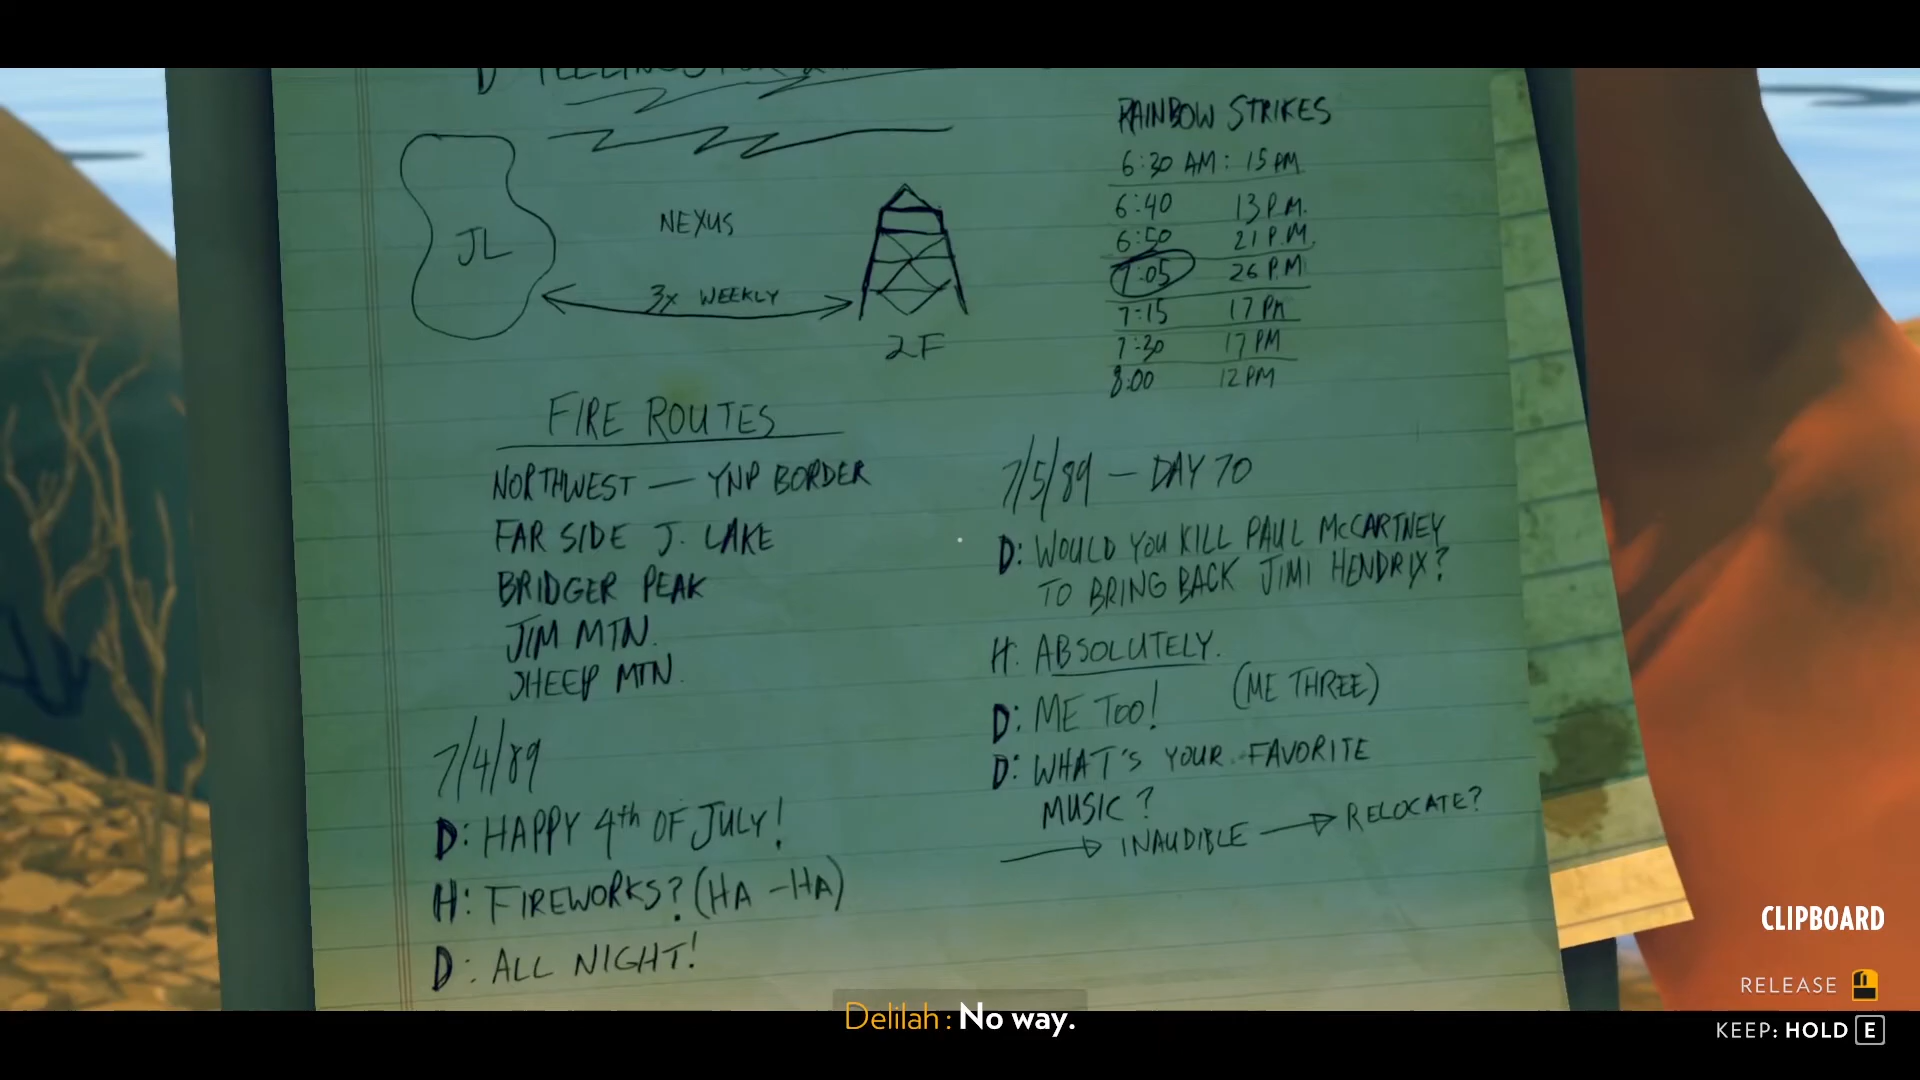 JL
NEXUS
3x WEEKLY
2F
RAINBOW STRIKES
6:30 AM: 15 PM
6:40 13 P.M.
6:50 21 P.M.
7:05 26 P.M
7:15 17 PM
7:30 17 PM
8:00 12 PM
FIRE ROUTES
NORTHWEST — YNP BORDER
FAR SIDE J. LAKE
BRIDGER PEAK
JIM MTN.
SHEEP MTN.
7/4/89
D: HAPPY 4th OF JULY!
H: FIREWORKS? (HA-HA)
D: ALL NIGHT!
7/5/89 — DAY 70
D: WOULD YOU KILL PAUL McCARTNEY
TO BRING BACK JIMI HENDRIX?
H: ABSOLUTELY.
D: ME TOO! (ME THREE)
D: WHAT'S YOUR FAVORITE
MUSIC?
→ INAUDIBLE → RELOCATE?
CLIPBOARD
RELEASE
KEEP: HOLD E
Delilah: No way.